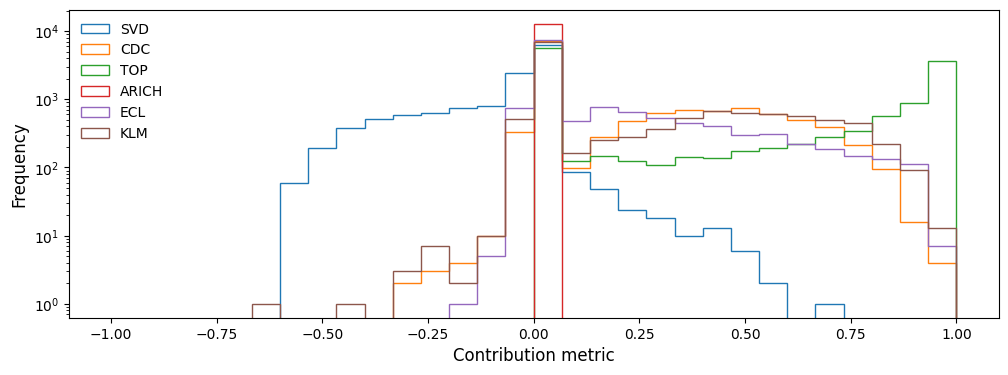 SVD
CDC
TOP
ARICH
ECL
KLM
Frequency
10⁴
10³
10²
10¹
10⁰
−1.00 −0.75 −0.50 −0.25 0.00 0.25 0.50 0.75 1.00
Contribution metric